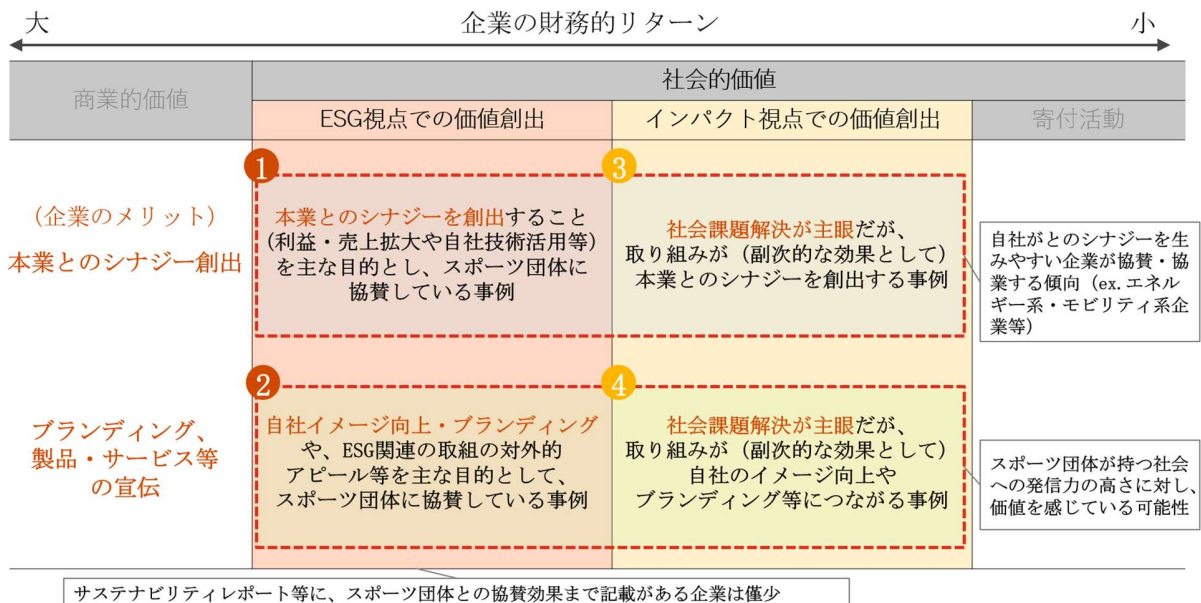 大
企業の財務的リターン
小
商業的価値
社会的価値
ESG視点での価値創出
インパクト視点での価値創出
寄付活動
(企業のメリット)
本業とのシナジー創出
1
本業とのシナジーを創出すること
(利益・売上拡大や自社技術活用等)
を主な目的とし、スポーツ団体に
協賛している事例
3
社会課題解決が主眼だが、
取り組みが(副次的な効果として)
本業とのシナジーを創出する事例
自社がとのシナジーを生
みやすい企業が協賛・協
業する傾向(ex.エネル
ギー系・モビリティ系企
業等)
ブランディング、
製品・サービス等
の宣伝
2
自社イメージ向上・ブランディング
や、ESG関連の取組の対外的
アピール等を主な目的として、
スポーツ団体に協賛している事例
4
社会課題解決が主眼だが、
取り組みが(副次的な効果として)
自社のイメージ向上や
ブランディング等につながる事例
スポーツ団体が持つ社会
への発信力の高さに対し、
価値を感じている可能性
サステナビリティレポート等に、スポーツ団体との協賛効果まで記載がある企業は僅少